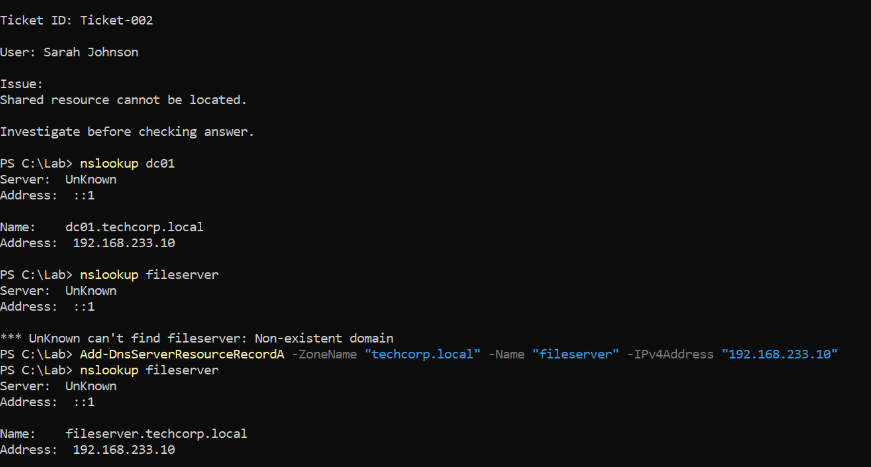 Ticket ID: Ticket-002
User: Sarah Johnson
Issue:
Shared resource cannot be located.
Investigate before checking answer.
PS C:\Lab> nslookup dc01
Server:  UnKnown
Address:  ::1
Name:    dc01.techcorp.local
Address:  192.168.233.10
PS C:\Lab> nslookup fileserver
Server:  UnKnown
Address:  ::1
*** UnKnown can't find fileserver: Non-existent domain
PS C:\Lab> Add-DnsServerResourceRecordA -ZoneName "techcorp.local" -Name "fileserver" -IPv4Address "192.168.233.10"
PS C:\Lab> nslookup fileserver
Server:  UnKnown
Address:  ::1
Name:    fileserver.techcorp.local
Address:  192.168.233.10